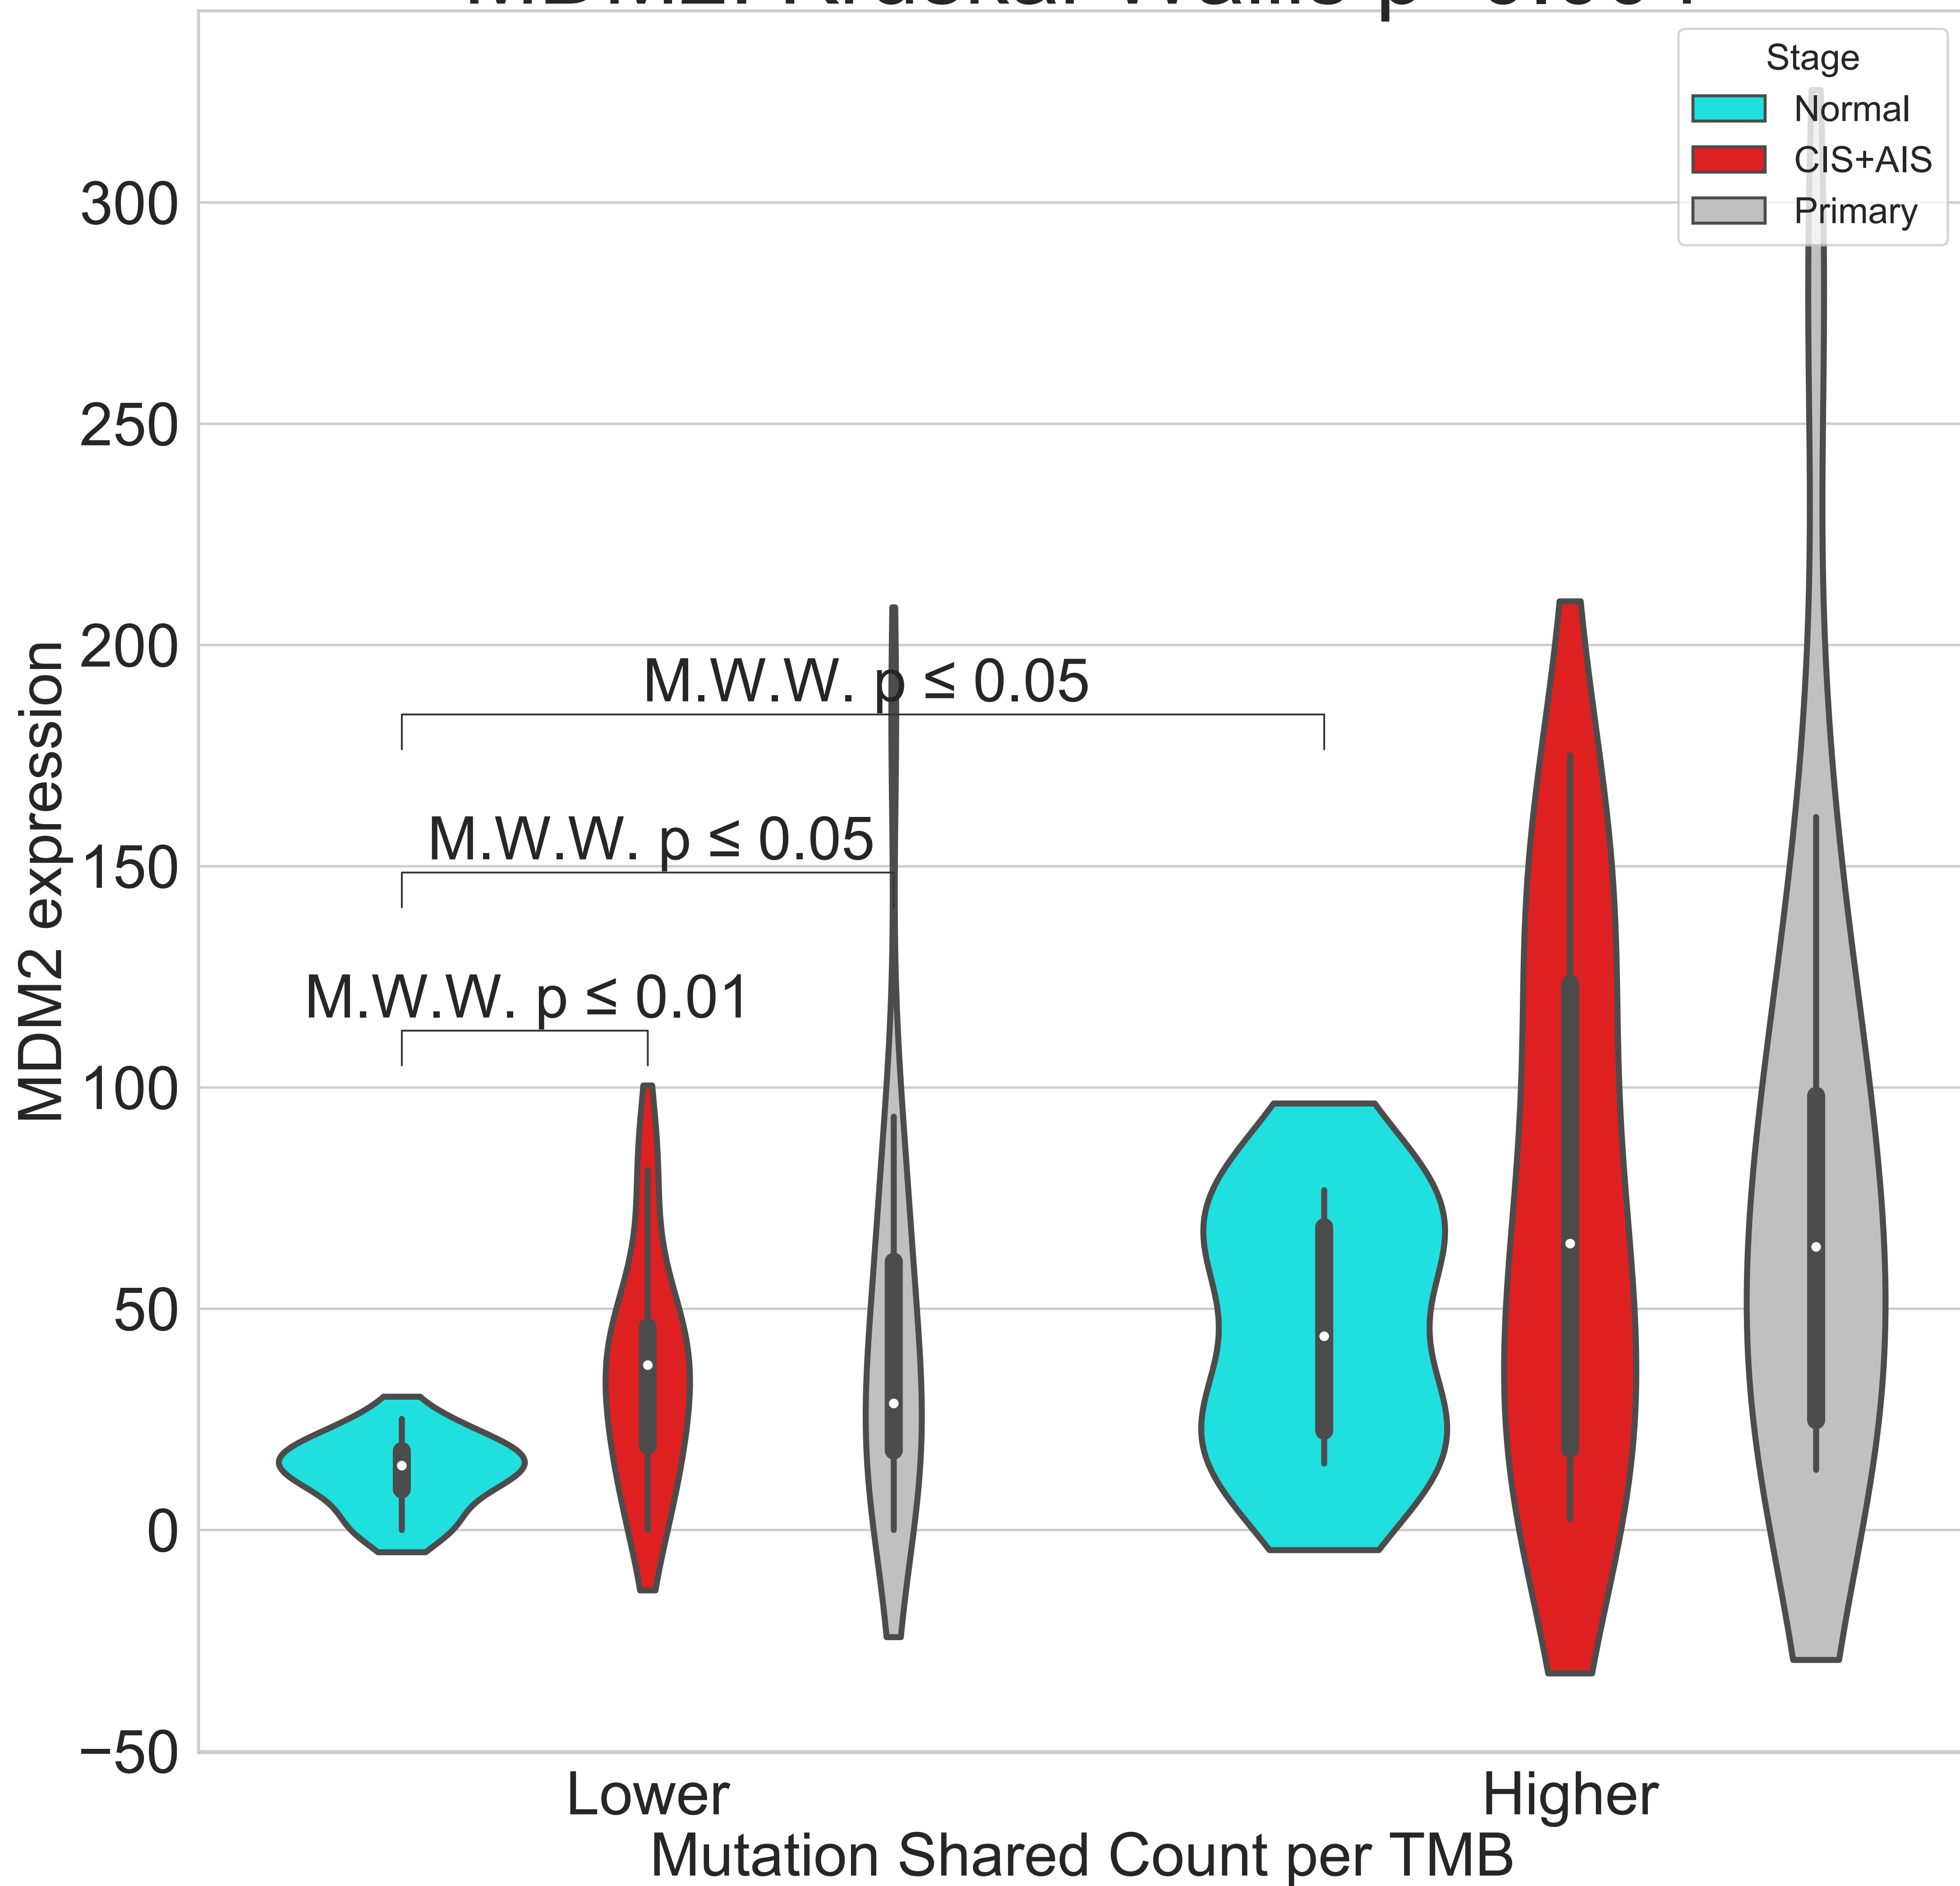 Stage
Normal
CIS+AIS
Primary
300
250
200
150
100
50
0
−50
MDM2 expression
M.W.W. p ≤ 0.05
M.W.W. p ≤ 0.05
M.W.W. p ≤ 0.01
Lower
Higher
Mutation Shared Count per TMB